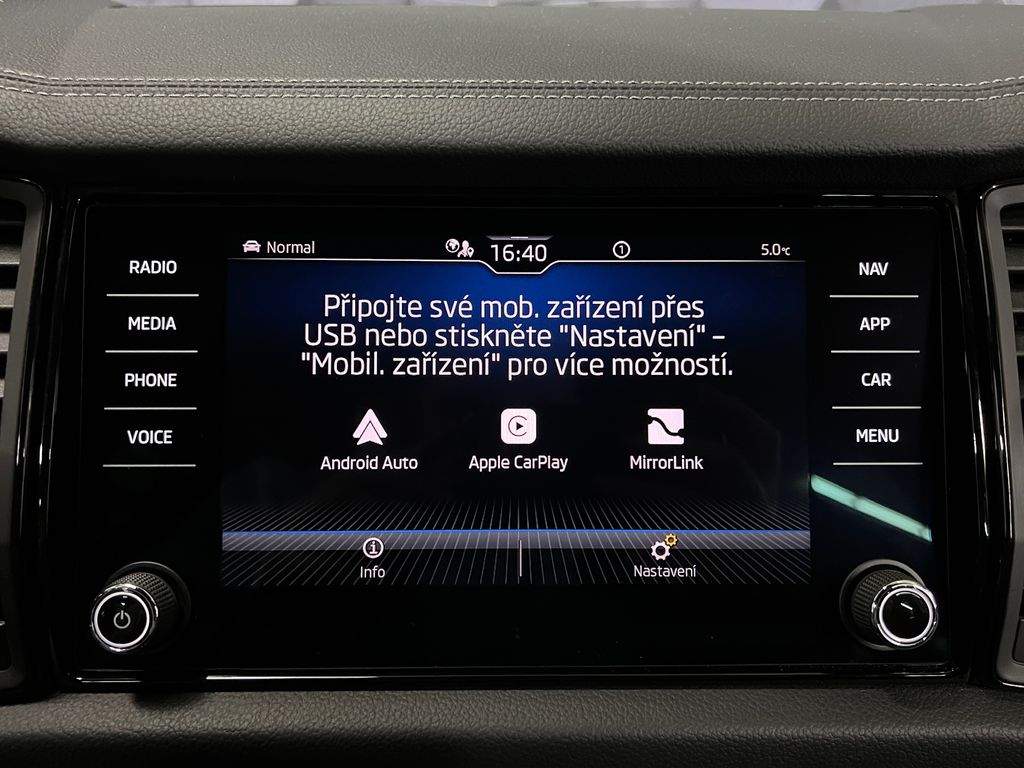 Normal
16:40
1
5.0°C
RADIO
MEDIA
PHONE
VOICE
Připojte své mob. zařízení přes
USB nebo stiskněte "Nastavení" –
"Mobil. zařízení" pro více možností.
Android Auto
Apple CarPlay
MirrorLink
Info
Nastavení
NAV
APP
CAR
MENU